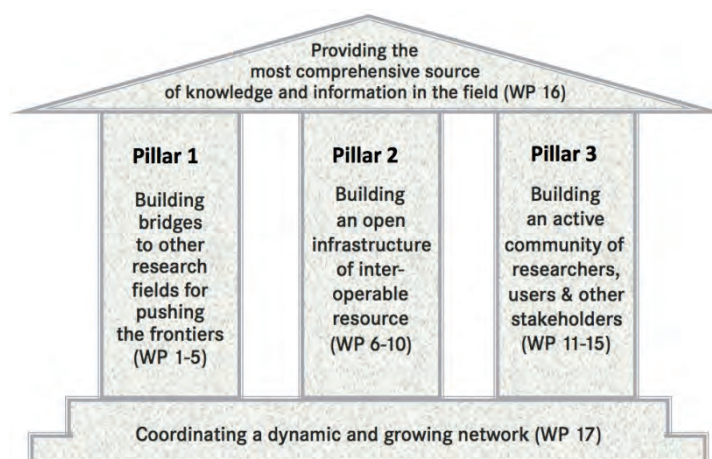 Providing the
most comprehensive source
of knowledge and information in the field (WP 16)
Pillar 1
Building
bridges
to other
research
fields for
pushing
the frontiers
(WP 1-5)
Pillar 2
Building
an open
infrastructure
of inter-
operable
resource
(WP 6-10)
Pillar 3
Building
an active
community of
researchers,
users & other
stakeholders
(WP 11-15)
Coordinating a dynamic and growing network (WP 17)